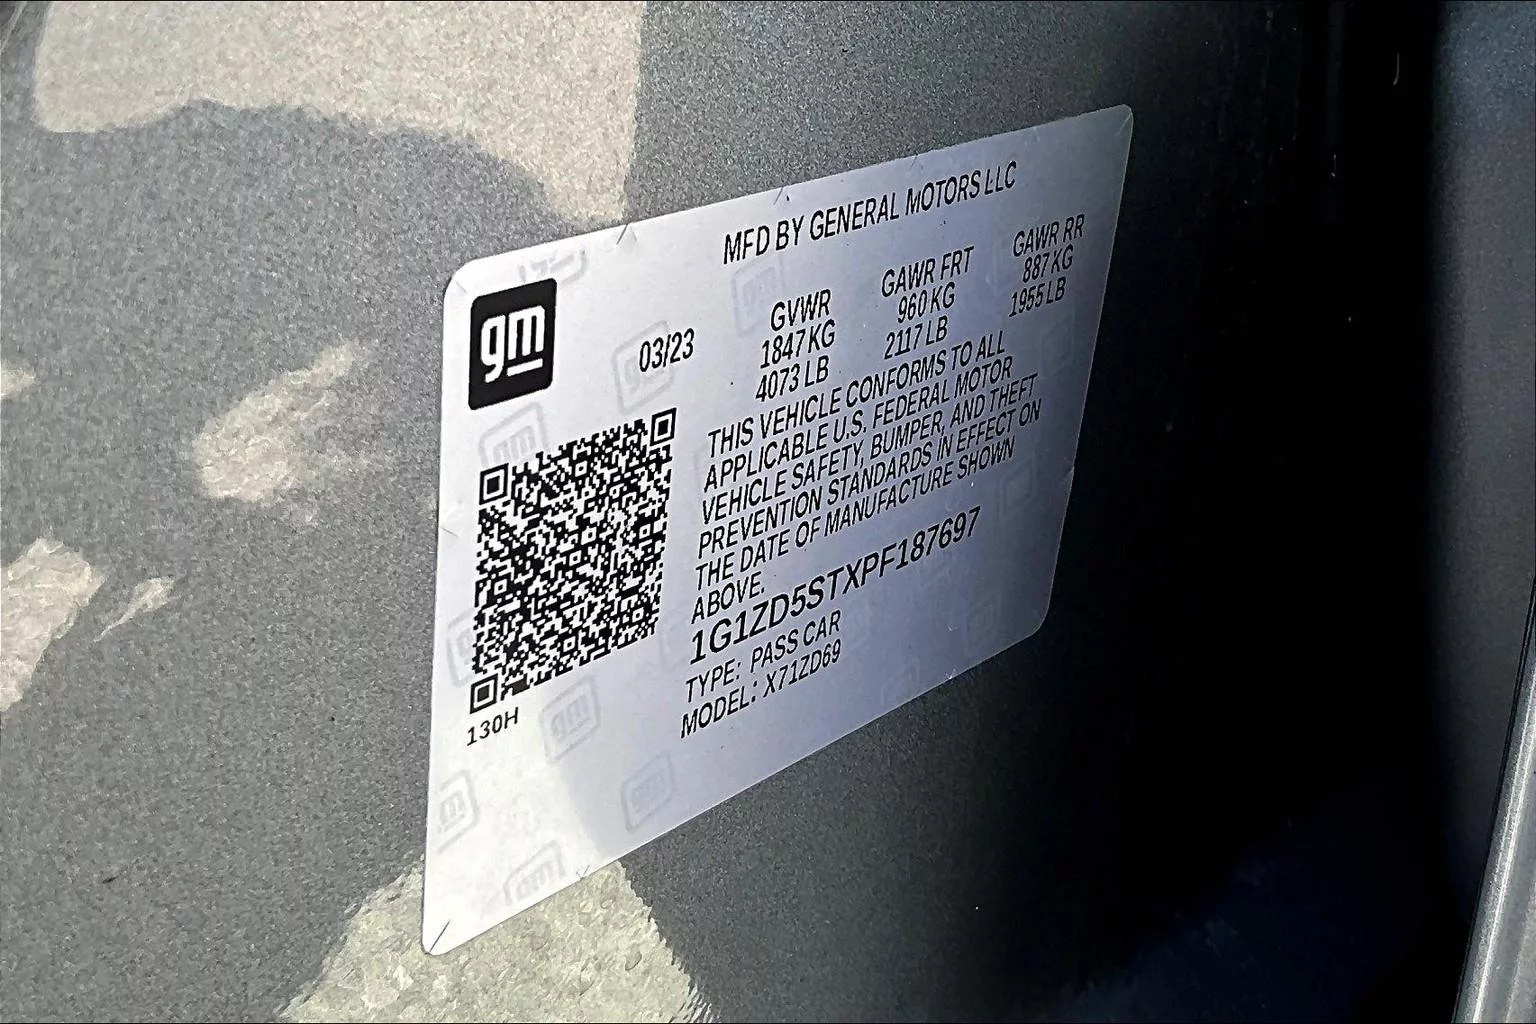 MFD BY GENERAL MOTORS LLC
gm
03/23
GVWR GAWR FRT GAWR RR
1847 KG 960 KG 887 KG
4073 LB 2117 LB 1955 LB
THIS VEHICLE CONFORMS TO ALL
APPLICABLE U.S. FEDERAL MOTOR
VEHICLE SAFETY, BUMPER, AND THEFT
PREVENTION STANDARDS IN EFFECT ON
THE DATE OF MANUFACTURE SHOWN
ABOVE.
1G1ZD5STXPF187697
TYPE: PASS CAR
MODEL: X71ZD69
130H